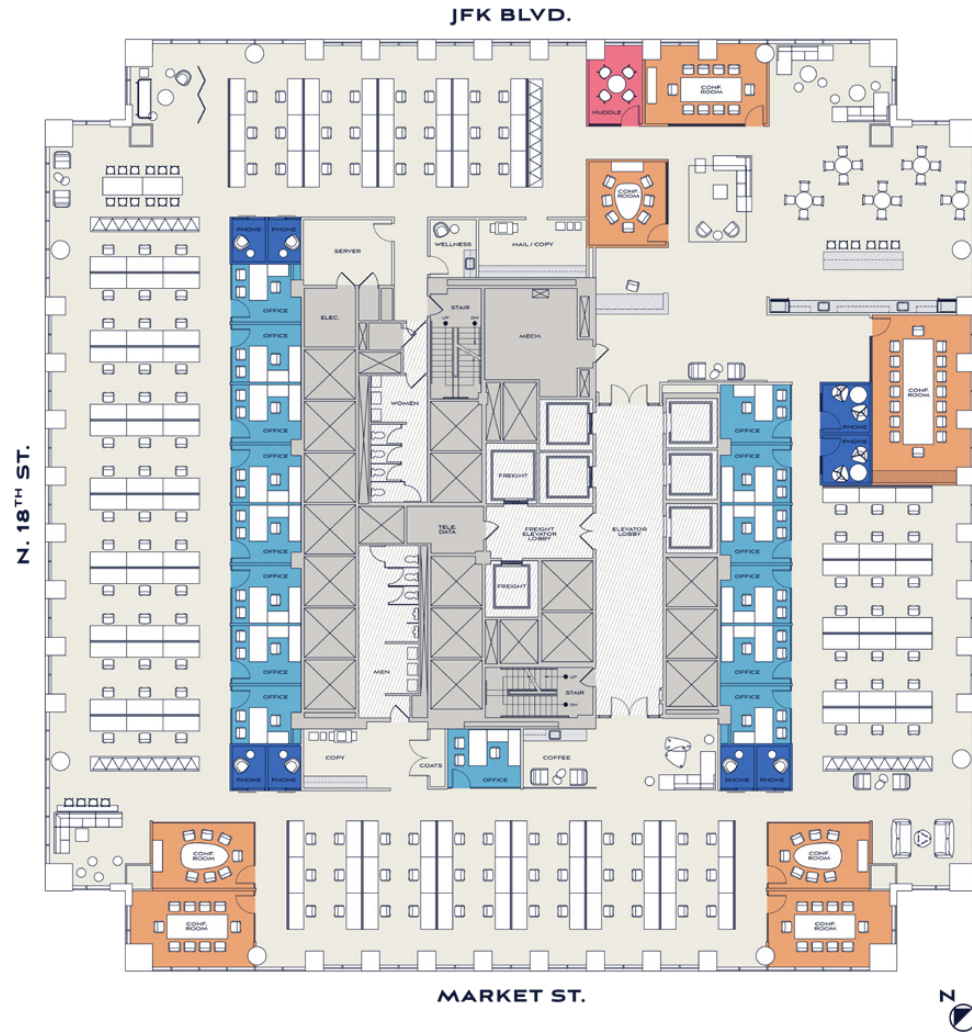 JFK BLVD.
HUDDLE
CONF.
ROOM
CONF.
ROOM
PHONE
PHONE
SERVER
WELLNESS
MAIL / COPY
OFFICE
STAIR
UP
DN
ELEC.
MECH.
OFFICE
CONF.
ROOM
WOMEN
OFFICE
OFFICE
PHONE
PHONE
OFFICE
OFFICE
FREIGHT
N. 18TH ST.
OFFICE
TELE.
DATA
FREIGHT
ELEVATOR
LOBBY
ELEVATOR
LOBBY
OFFICE
OFFICE
OFFICE
FREIGHT
OFFICE
OFFICE
MEN
UP
STAIR
DN
OFFICE
OFFICE
PHONE
PHONE
COPY
COATS
OFFICE
COFFEE
PHONE
PHONE
CONF.
ROOM
CONF.
ROOM
CONF.
ROOM
CONF.
ROOM
MARKET ST.
N